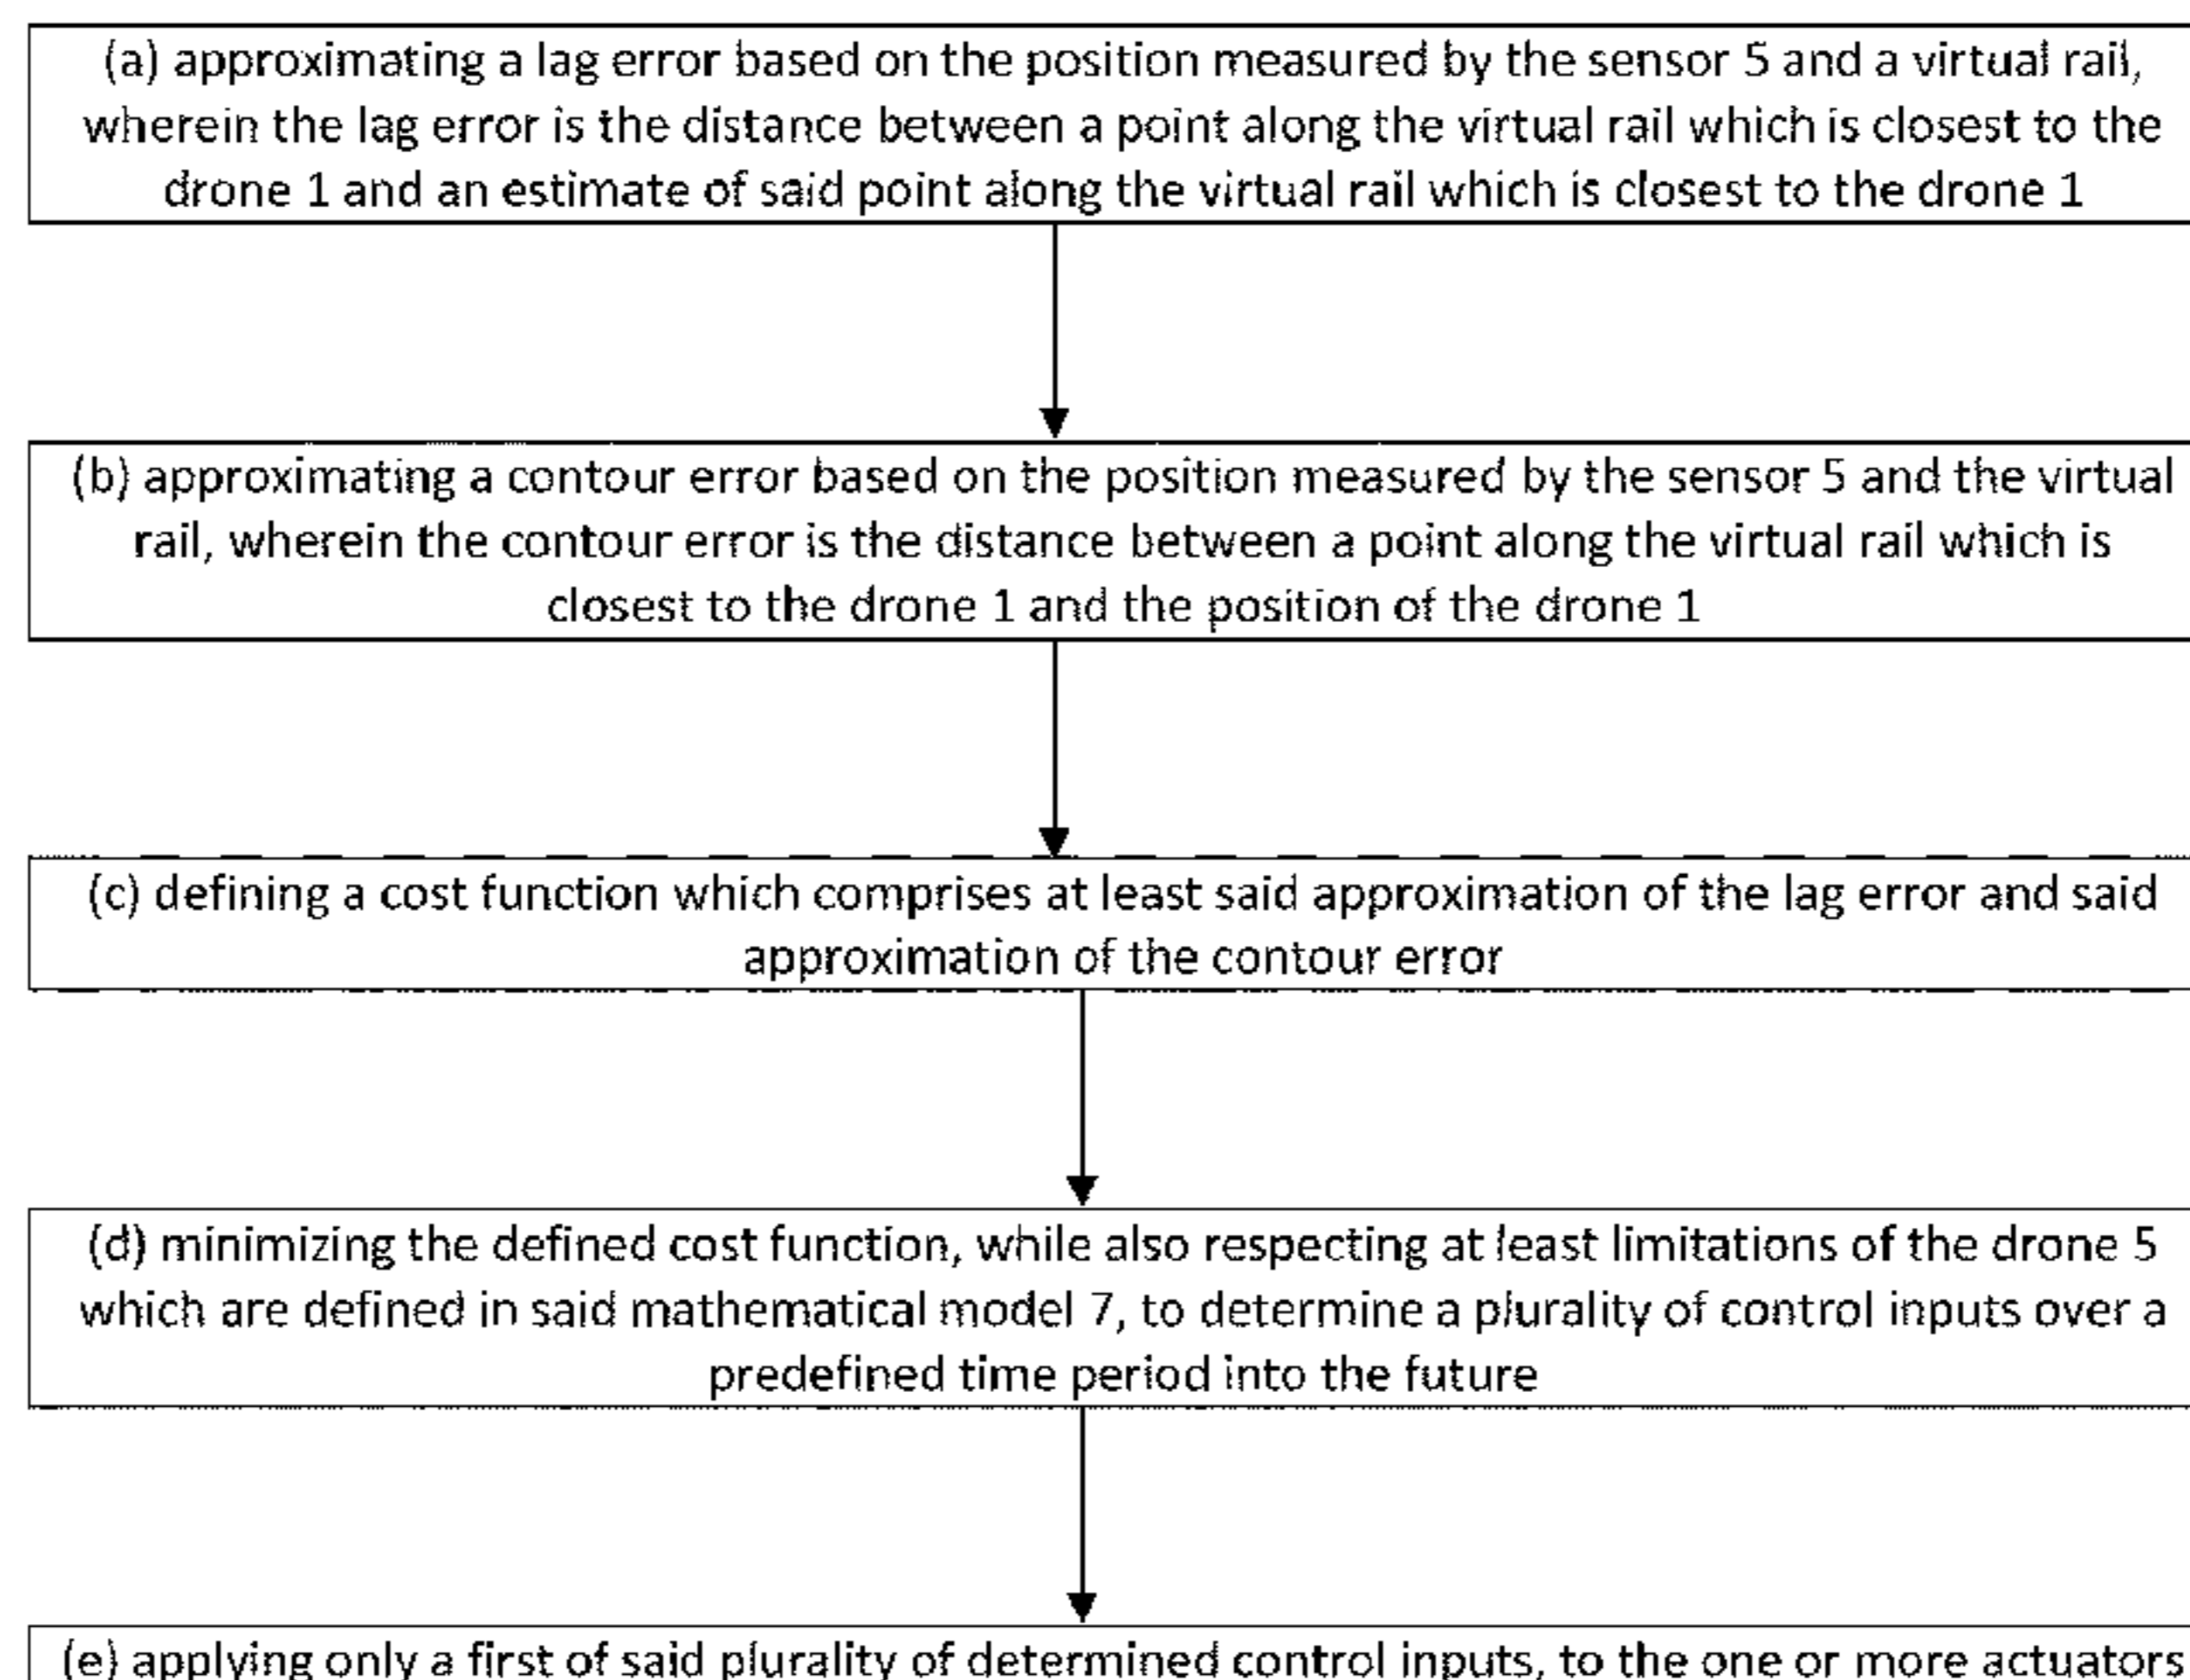 (a) approximating a lag error based on the position measured by the sensor 5 and a virtual rail,
wherein the lag error is the distance between a point along the virtual rail which is closest to the
drone 1 and an estimate of said point along the virtual rail which is closest to the drone 1
(b) approximating a contour error based on the position measured by the sensor 5 and the virtual
rail, wherein the contour error is the distance between a point along the virtual rail which is
closest to the drone 1 and the position of the drone 1
(c) defining a cost function which comprises at least said approximation of the lag error and said
approximation of the contour error
(d) minimizing the defined cost function, while also respecting at least limitations of the drone 5
which are defined in said mathematical model 7, to determine a plurality of control inputs over a
predefined time period into the future
(e) applying only a first of said plurality of determined control inputs, to the one or more actuators